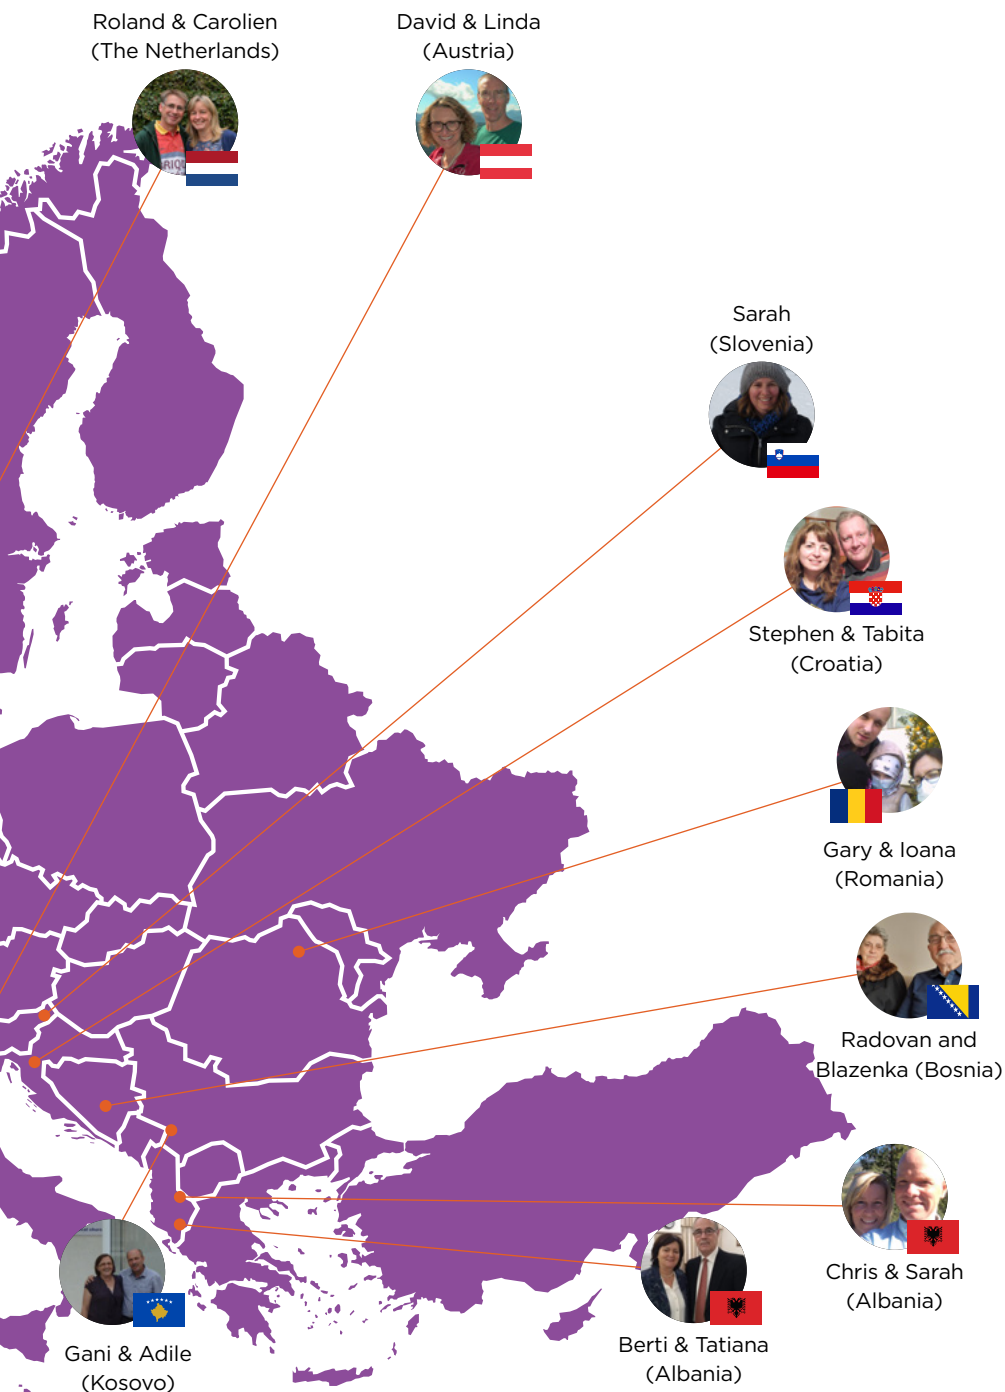 Roland & Carolien
(The Netherlands)
David & Linda
(Austria)
Sarah
(Slovenia)
Stephen & Tabita
(Croatia)
Gary & Ioana
(Romania)
Radovan and
Blazenka (Bosnia)
Chris & Sarah
(Albania)
Berti & Tatiana
(Albania)
Gani & Adile
(Kosovo)